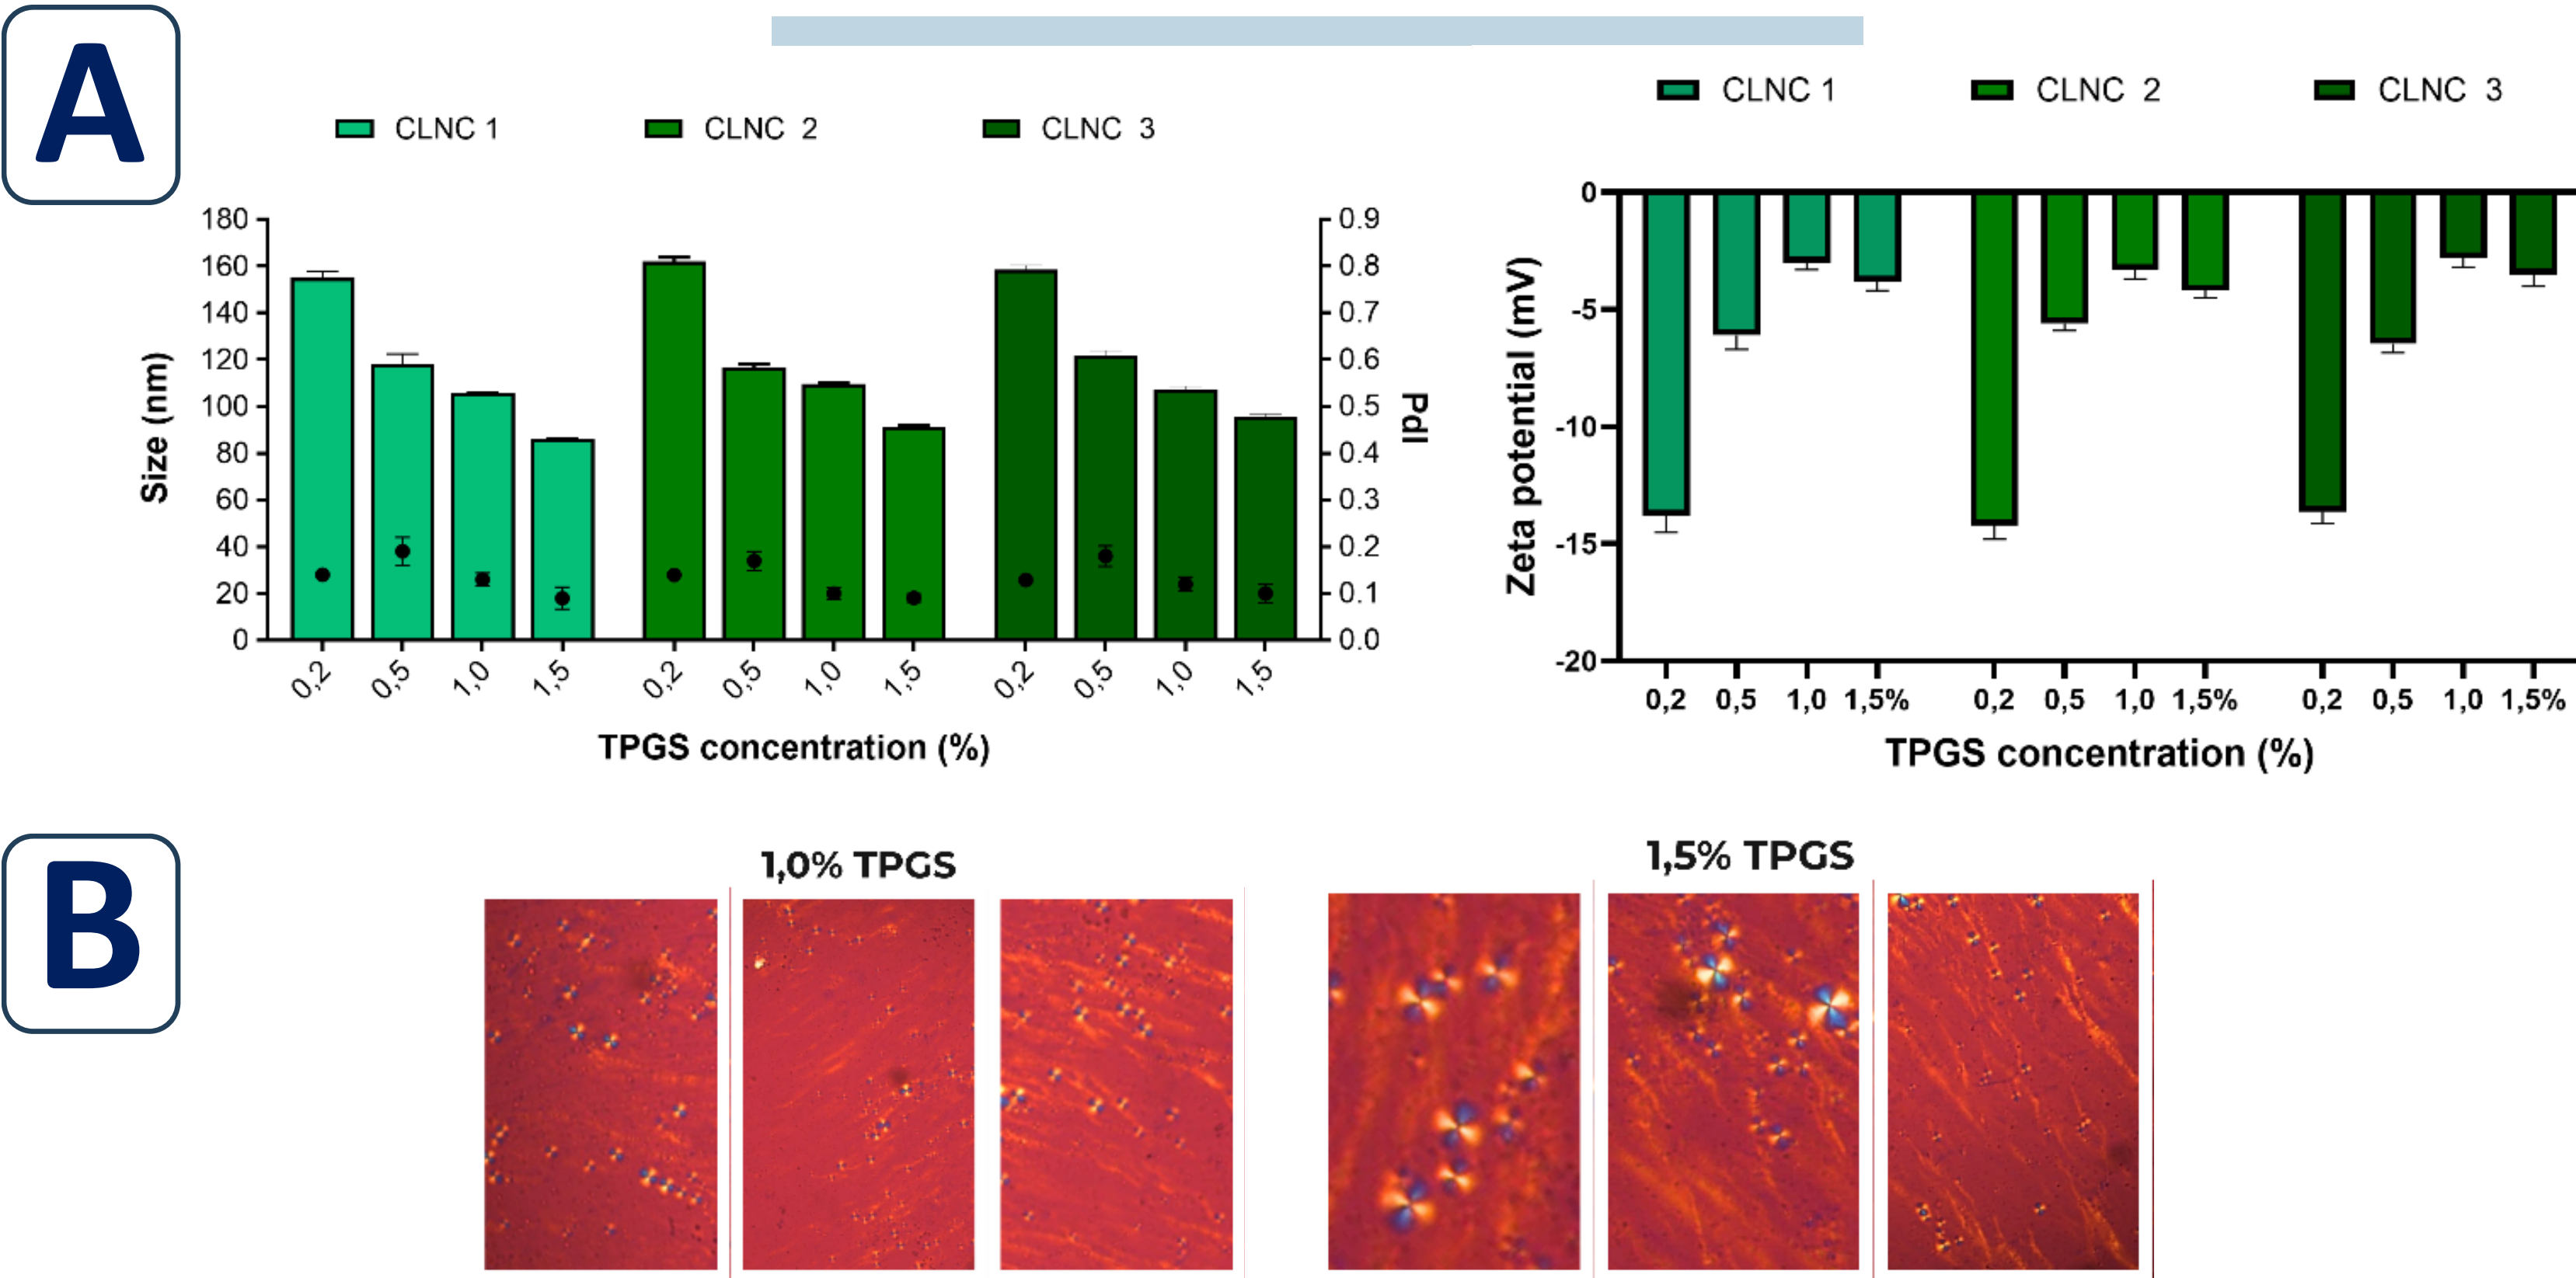 A
CLNC 1 CLNC 2 CLNC 3
180
160
140
120
100
80
60
40
20
0
Size (nm)
0.9
0.8
0.7
0.6
0.5
0.4
0.3
0.2
0.1
0.0
PdI
0,2 0,5 1,0 1,5 0,2 0,5 1,0 1,5 0,2 0,5 1,0 1,5
TPGS concentration (%)
CLNC 1 CLNC 2 CLNC 3
0
-5
-10
-15
-20
Zeta potential (mV)
0,2 0,5 1,0 1,5% 0,2 0,5 1,0 1,5% 0,2 0,5 1,0 1,5%
TPGS concentration (%)
B
1,0% TPGS
1,5% TPGS